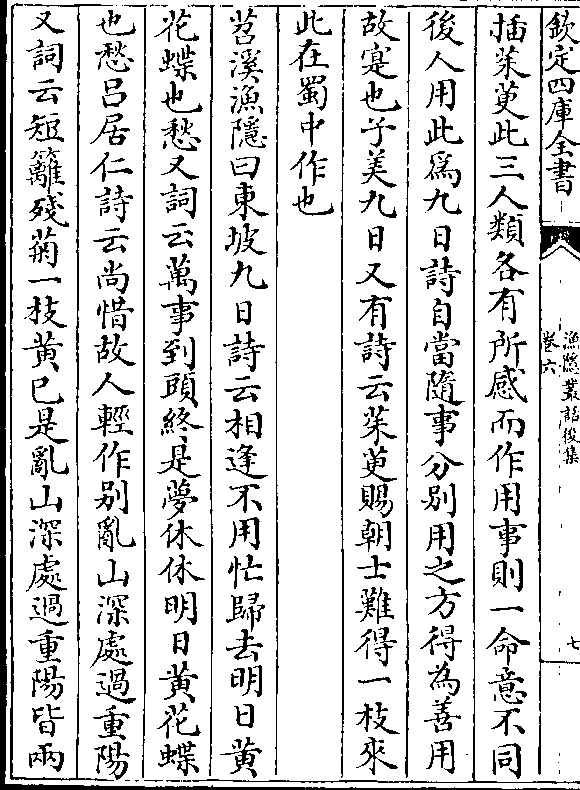 欽定四庫全書
漁隱叢話後集
卷六
七
插茱萸此三人類各有所感而作用事則一命意不同
後人用此為九日詩自當隨事分別用之方得為善用
故寔也子美九日又有詩云茱萸賜朝士難得一枝來
此在蜀中作也
苕溪漁隱曰東坡九日詩云相逢不用忙歸去明日黄
花蝶也愁又詞云萬事到頭終是夢休休明日黄花蝶
也愁吕居仁詩云尚惜故人輕作别亂山深處過重陽
又詞云短籬殘菊一枝黄已是亂山深處過重陽皆兩